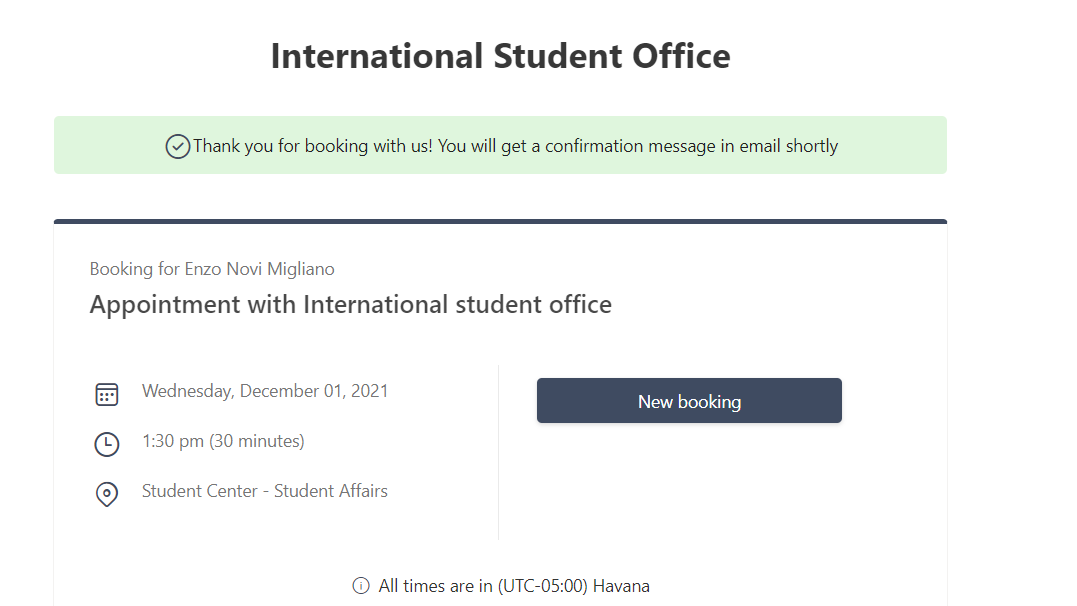 International Student Office
Thank you for booking with us! You will get a confirmation message in email shortly
Booking for Enzo Novi Migliano
Appointment with International student office
Wednesday, December 01, 2021
1:30 pm (30 minutes)
Student Center - Student Affairs
New booking
All times are in (UTC-05:00) Havana